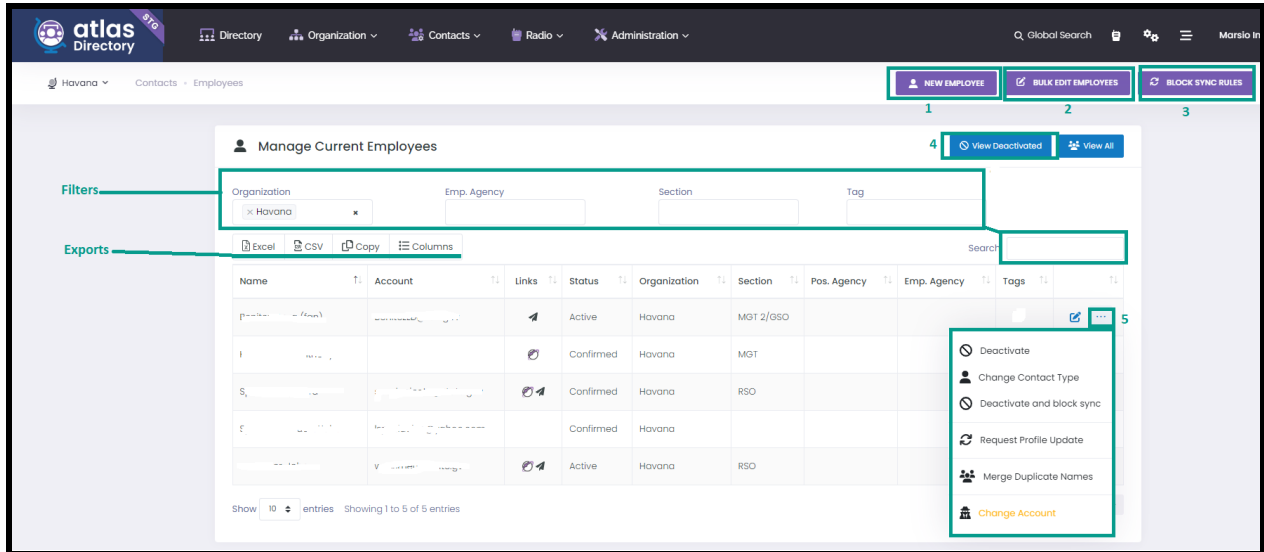 atlas
Directory
STG
Directory
Organization
Contacts
Radio
Administration
Global Search
Marsio In
Havana
Contacts
Employees
NEW EMPLOYEE
BULK EDIT EMPLOYEES
BLOCK SYNC RULES
1
2
3
Manage Current Employees
4
View Deactivated
View All
Filters
Organization Emp. Agency Section Tag
× Havana ×
Exports
Excel CSV Copy Columns
Search
Name Account Links Status Organization Section Pos. Agency Emp. Agency Tags
Active Havana MGT 2/GSO
... 5
Confirmed Havana MGT
Confirmed Havana RSO
Confirmed Havana
Active Havana RSO
Deactivate
Change Contact Type
Deactivate and block sync
Request Profile Update
Merge Duplicate Names
Change Account
Show 10 entries Showing 1 to 5 of 5 entries